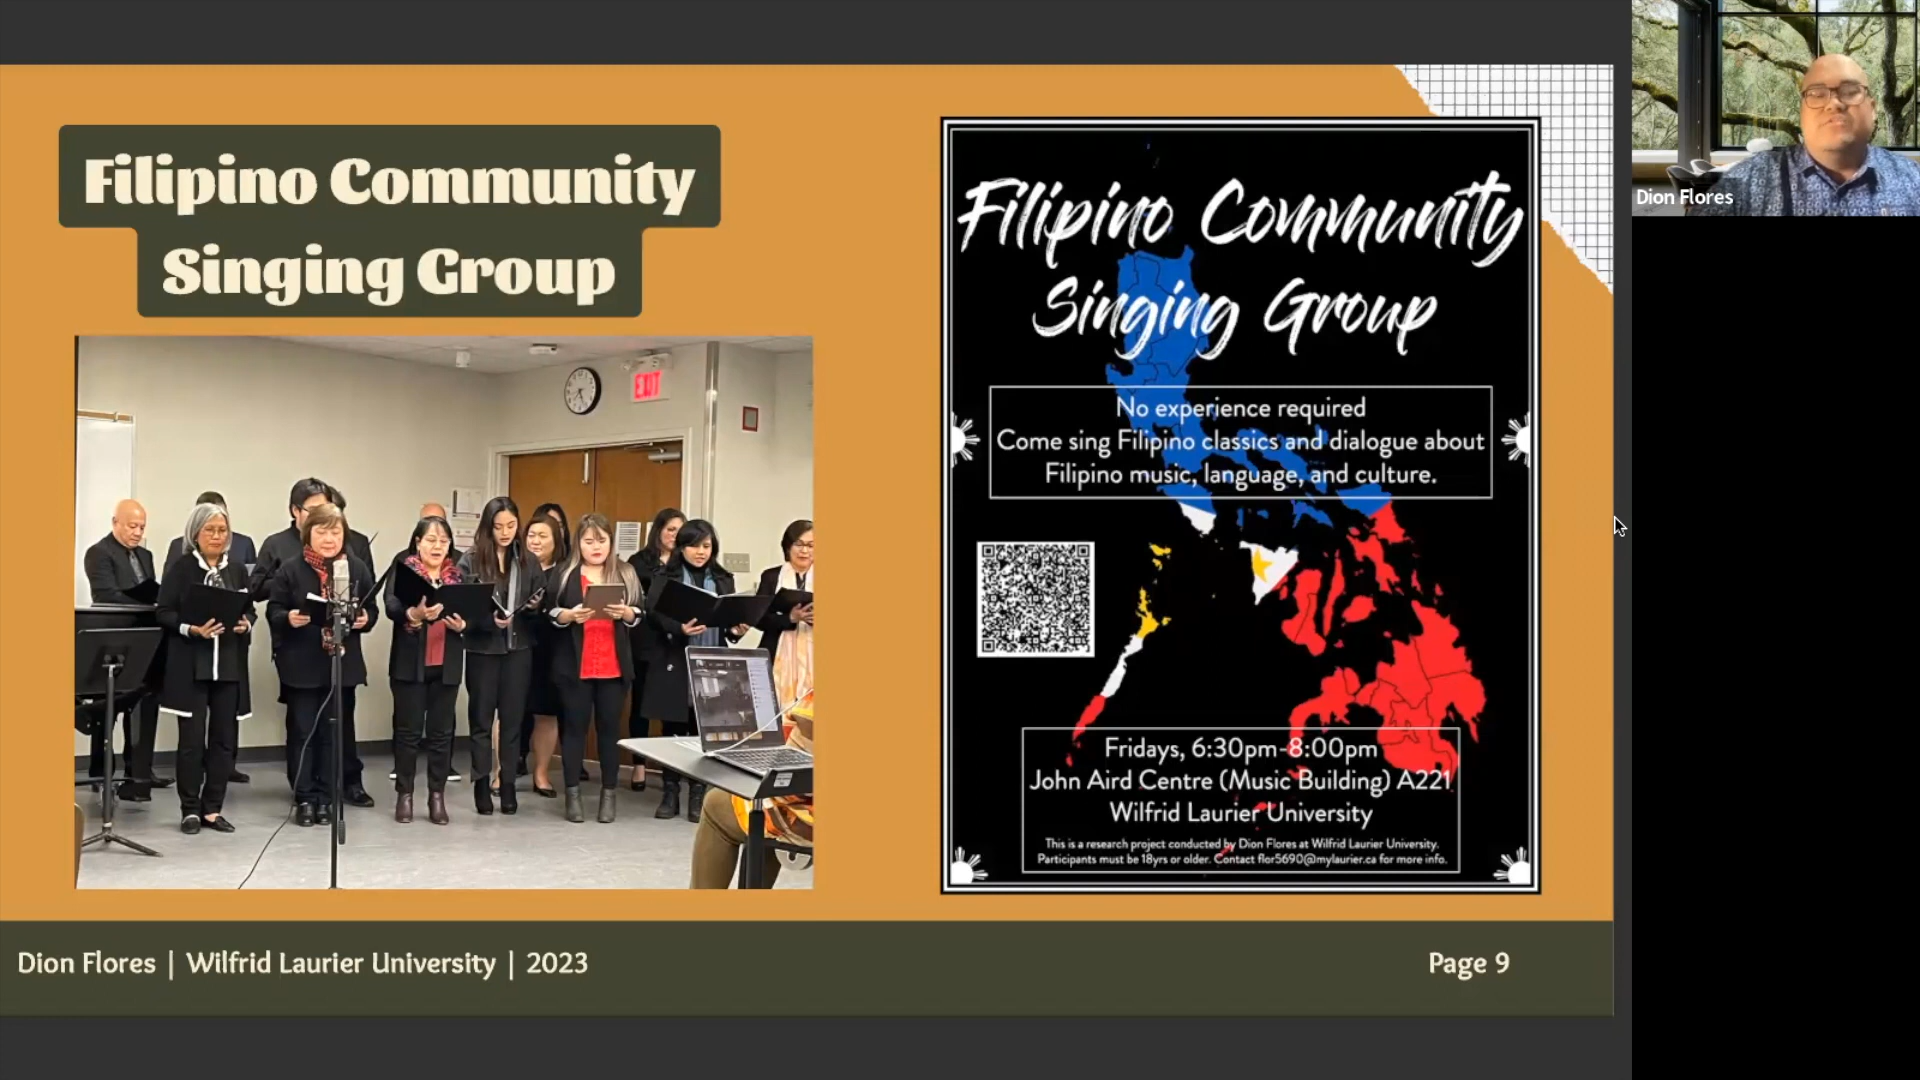 Filipino Community
Singing Group
EXIT
Filipino Community
Singing Group
No experience required
Come sing Filipino classics and dialogue about
Filipino music, language, and culture.
Fridays, 6:30pm-8:00pm
John Aird Centre (Music Building) A221
Wilfrid Laurier University
This is a research project conducted by Dion Flores at Wilfrid Laurier University.
Participants must be 18yrs or older. Contact flor5690@mylaurier.ca for more info.
Dion Flores | Wilfrid Laurier University | 2023
Page 9
Dion Flores